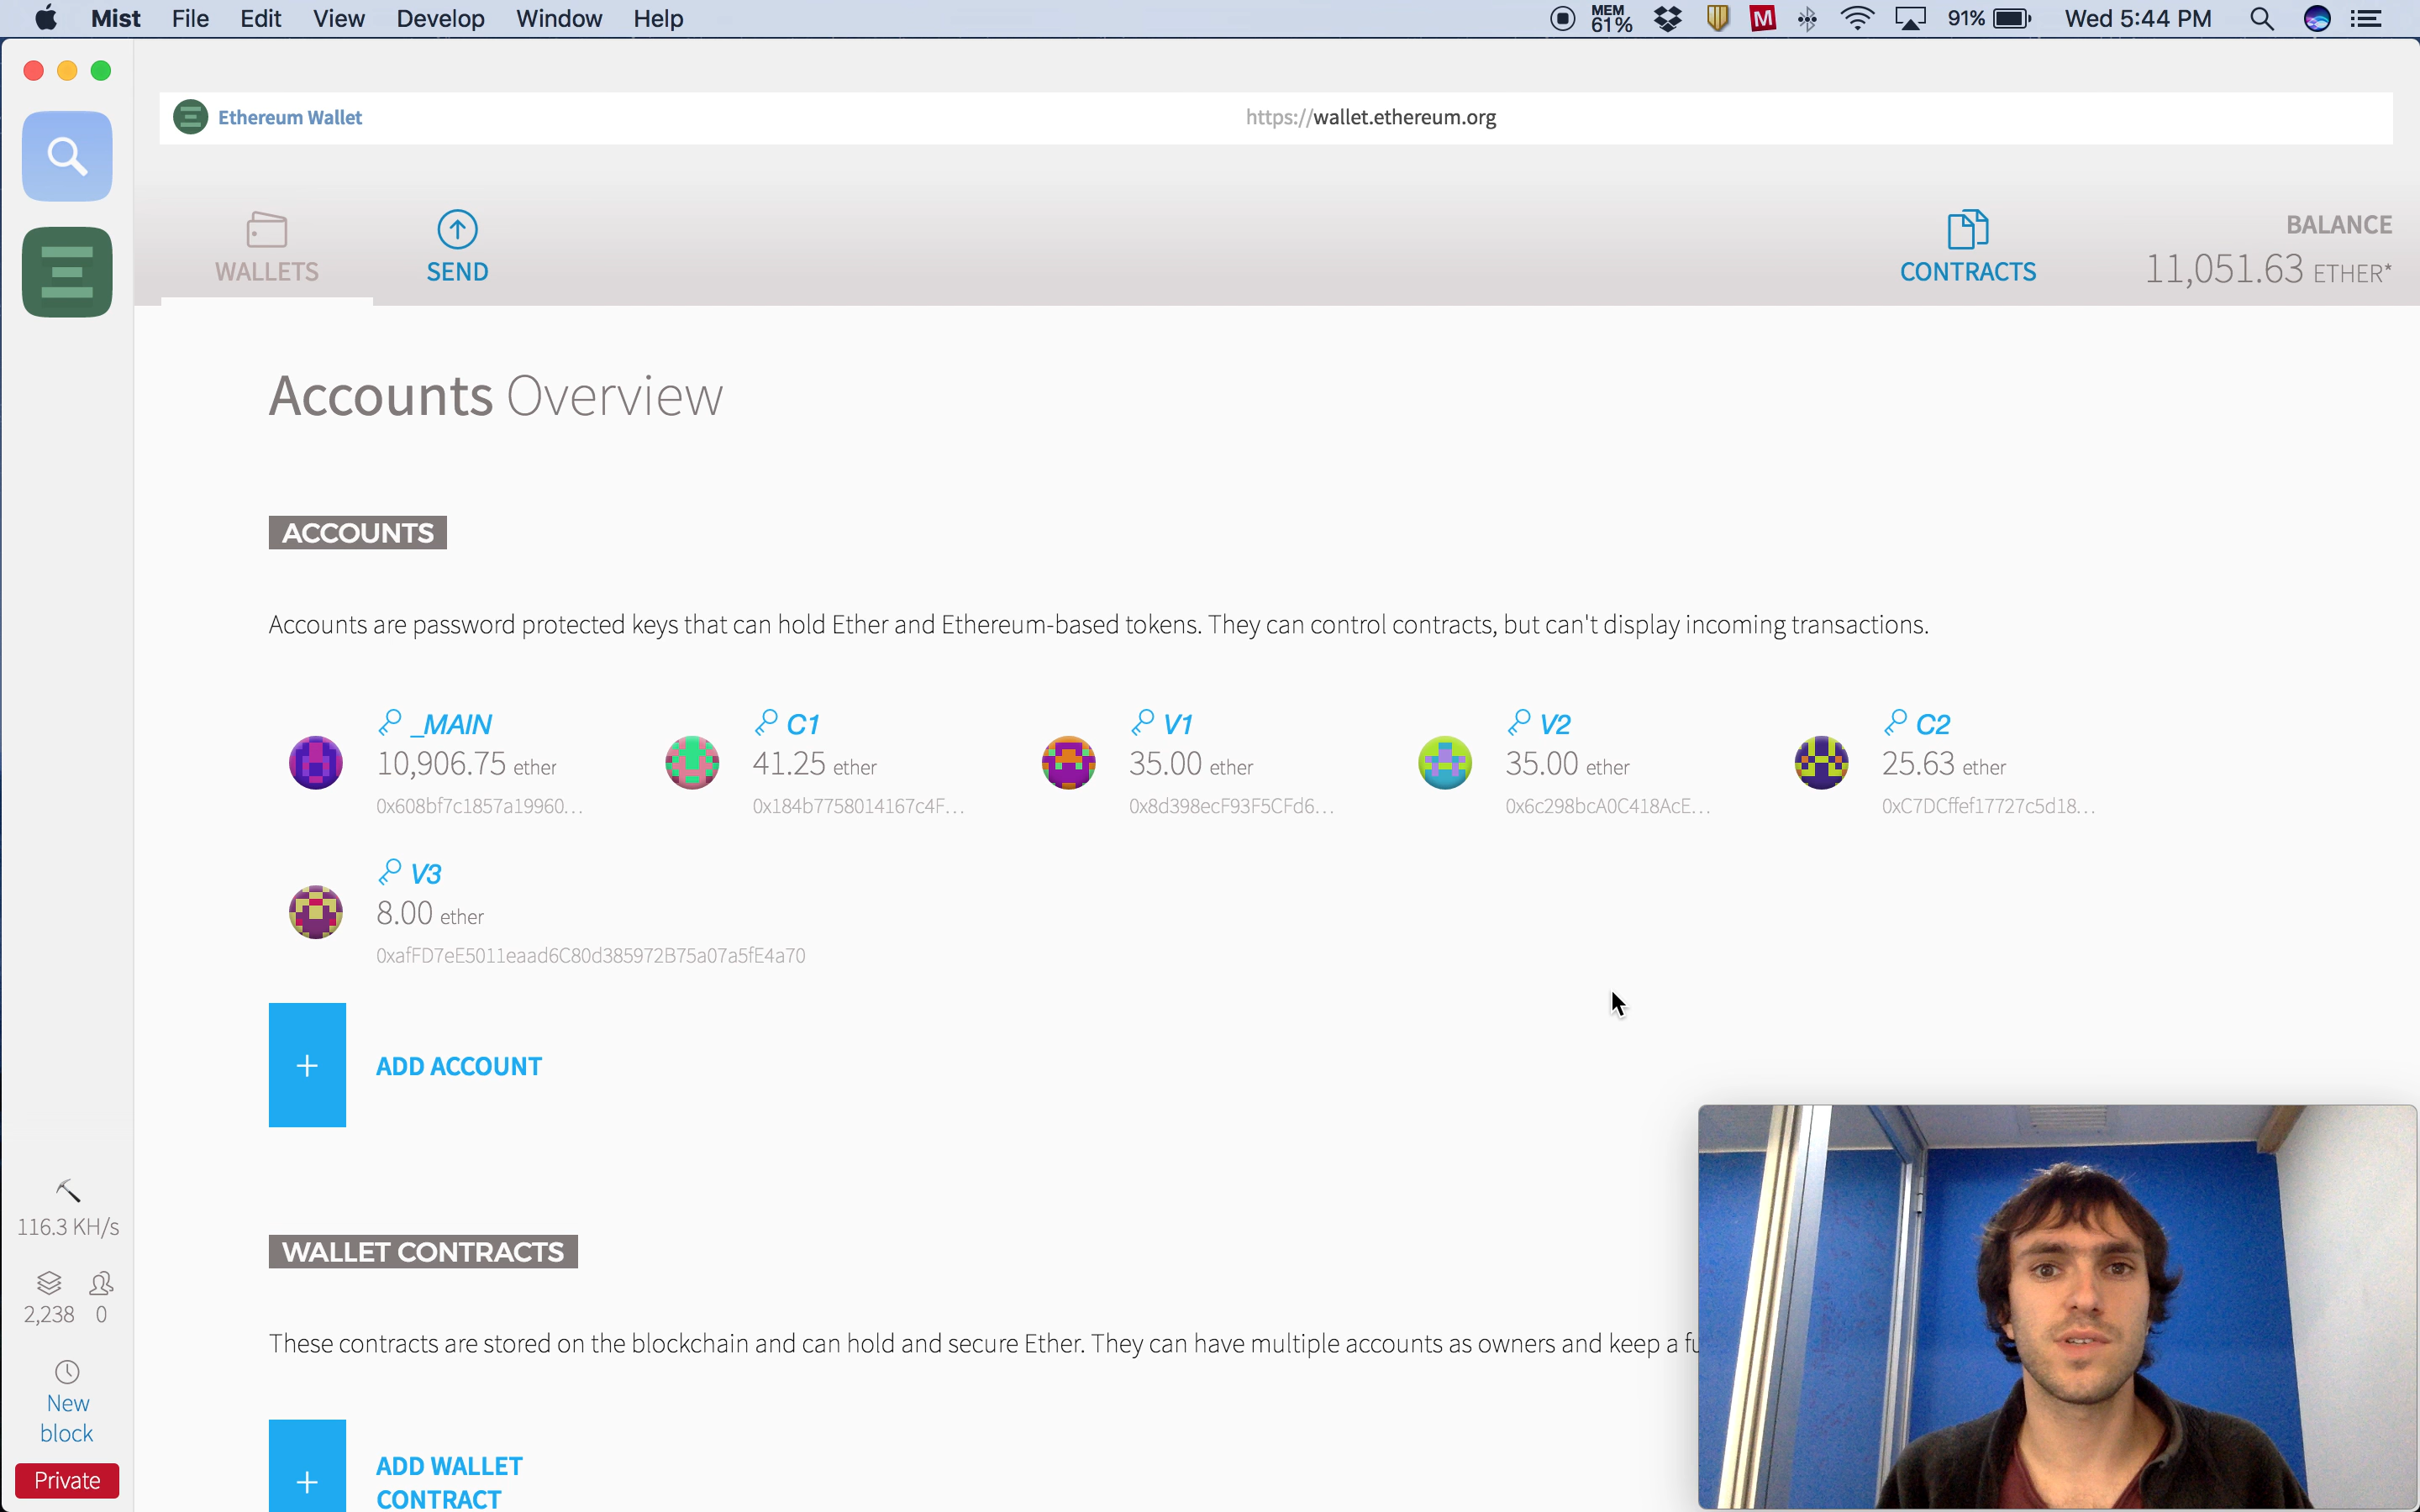 Mist File Edit View Develop Window Help MEM 61% 91% Wed 5:44 PM
Ethereum Wallet https://wallet.ethereum.org
WALLETS SEND CONTRACTS BALANCE
11,051.63 ETHER*
Accounts Overview
ACCOUNTS
Accounts are password protected keys that can hold Ether and Ethereum-based tokens. They can control contracts, but can't display incoming transactions.
_MAIN
10,906.75 ether
0x608bf7c1857a19960...
C1
41.25 ether
0x184b7758014167c4F...
V1
35.00 ether
0x8d398ecF93F5CFd6...
V2
35.00 ether
0x6c298bcA0C418AcE...
C2
25.63 ether
0xC7DCffef17727c5d18...
V3
8.00 ether
0xafFD7eE5011eaad6C80d385972B75a07a5fE4a70
+ ADD ACCOUNT
WALLET CONTRACTS
These contracts are stored on the blockchain and can hold and secure Ether. They can have multiple accounts as owners and keep a
+ ADD WALLET
CONTRACT
116.3 KH/s
2,238 0
New
block
Private